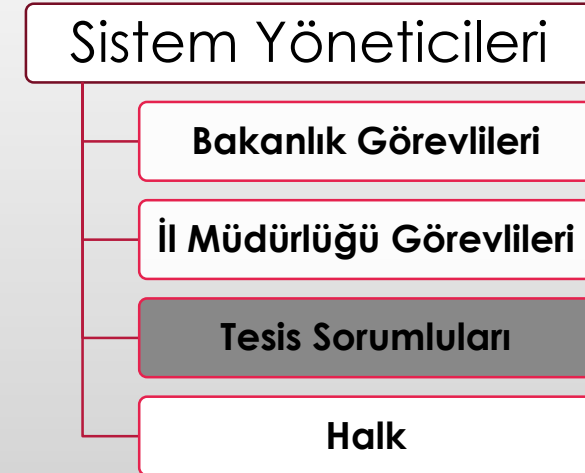 Sistem Yöneticileri
Bakanlık Görevlileri
İl Müdürlüğü Görevlileri
Tesis Sorumluları
Halk